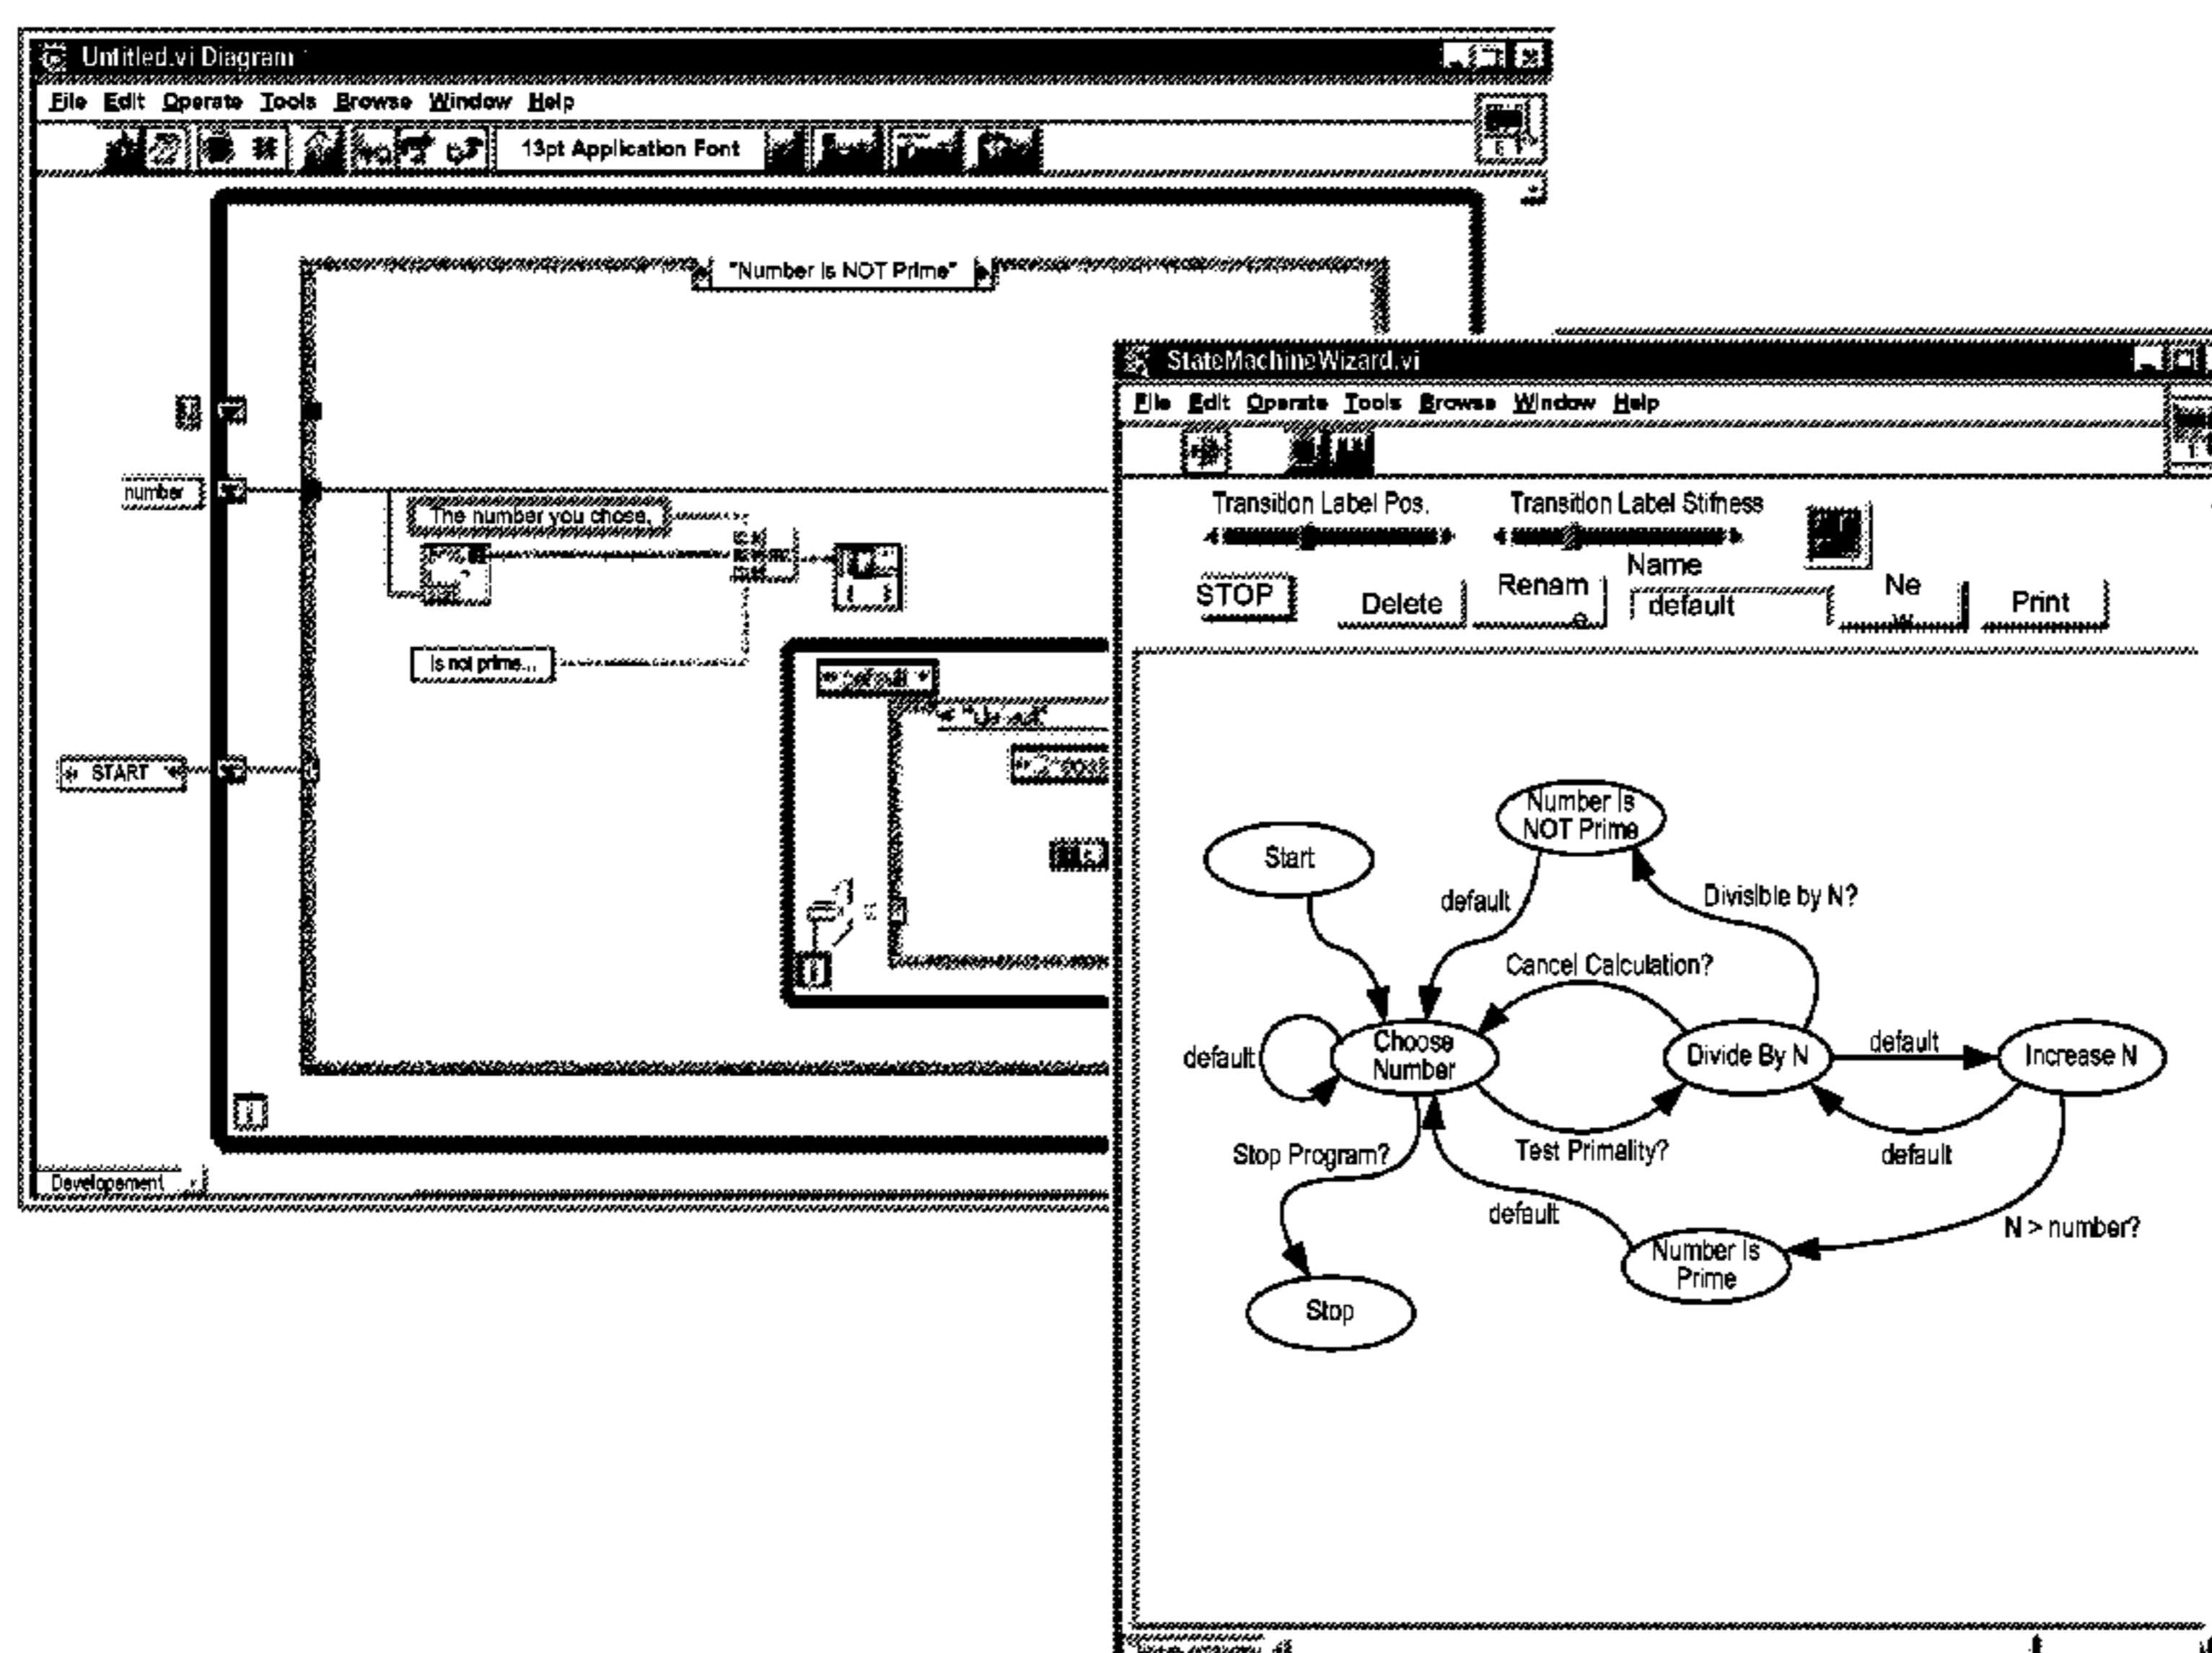 Untitled.vi Diagram
File Edit Operate Tools Browse Window Help
13pt Application Font
"Number Is NOT Prime"
number
The number you chose,
Is not prime...
default
START
Developement
StateMachineWizard.vi
File Edit Operate Tools Browse Window Help
Transition Label Pos.
Transition Label Stifness
STOP
Delete
Renam
e
Name
default
Ne
w
Print
Number Is
NOT Prime
Start
default
Divisible by N?
Cancel Calculation?
default
Choose
Number
Divide By N
default
Increase N
Stop Program?
Test Primality?
default
default
N > number?
Number Is
Prime
Stop